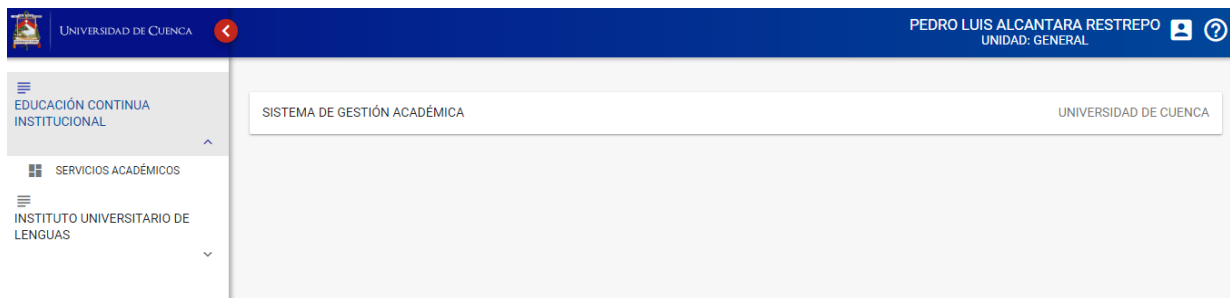 UNIVERSIDAD DE CUENCA
PEDRO LUIS ALCANTARA RESTREPO
UNIDAD: GENERAL
EDUCACIÓN CONTINUA
INSTITUCIONAL
SERVICIOS ACADÉMICOS
INSTITUTO UNIVERSITARIO DE
LENGUAS
SISTEMA DE GESTIÓN ACADÉMICA
UNIVERSIDAD DE CUENCA